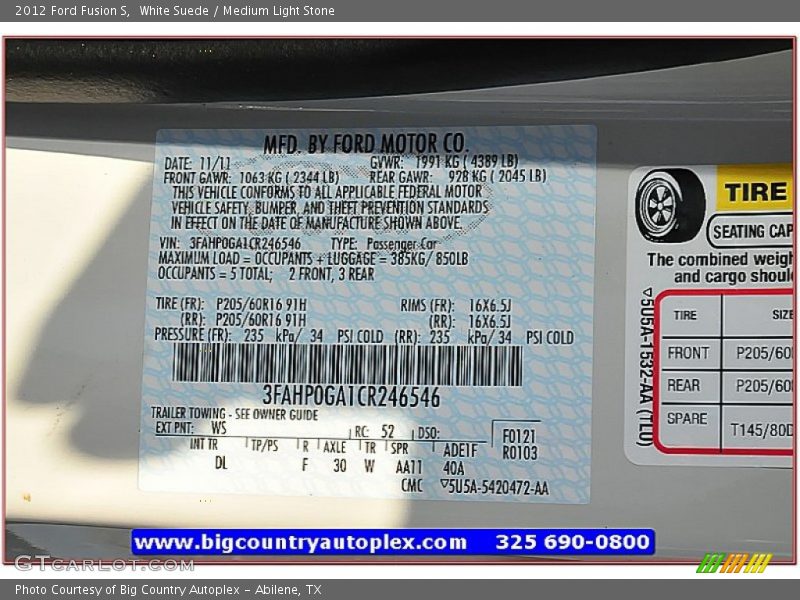 2012 Ford Fusion S, White Suede / Medium Light Stone
MFD. BY FORD MOTOR CO.
DATE: 11/11 GVWR: 1991 KG ( 4389 LB)
FRONT GAWR: 1063 KG ( 2344 LB) REAR GAWR: 928 KG ( 2045 LB)
THIS VEHICLE CONFORMS TO ALL APPLICABLE FEDERAL MOTOR
VEHICLE SAFETY, BUMPER, AND THEFT PREVENTION STANDARDS
IN EFFECT ON THE DATE OF MANUFACTURE SHOWN ABOVE.
VIN: 3FAHP0GA1CR246546 TYPE: Passenger Car
MAXIMUM LOAD = OCCUPANTS + LUGGAGE = 385KG/ 850LB
OCCUPANTS = 5 TOTAL; 2 FRONT, 3 REAR
TIRE (FR): P205/60R16 91H RIMS (FR): 16X6.5J
(RR): P205/60R16 91H (RR): 16X6.5J
PRESSURE (FR): 235 kPa/ 34 PSI COLD (RR): 235 kPa/ 34 PSI COLD
3FAHP0GA1CR246546
TRAILER TOWING - SEE OWNER GUIDE
EXT PNT: WS RC: 52 DSO: F0121
INT TR TP/PS R AXLE TR SPR ADE1F R0103
DL F 30 W AA11 40A
CMC ▽5U5A-5420472-AA
TIRE
SEATING CAP
The combined weigh
and cargo shoul
TIRE SIZE
FRONT P205/60
REAR P205/60
SPARE T145/80D
▽5U5A-1532-AA (TLO)
www.bigcountryautoplex.com 325 690-0800
GTcarlot.com
Photo Courtesy of Big Country Autoplex – Abilene, TX